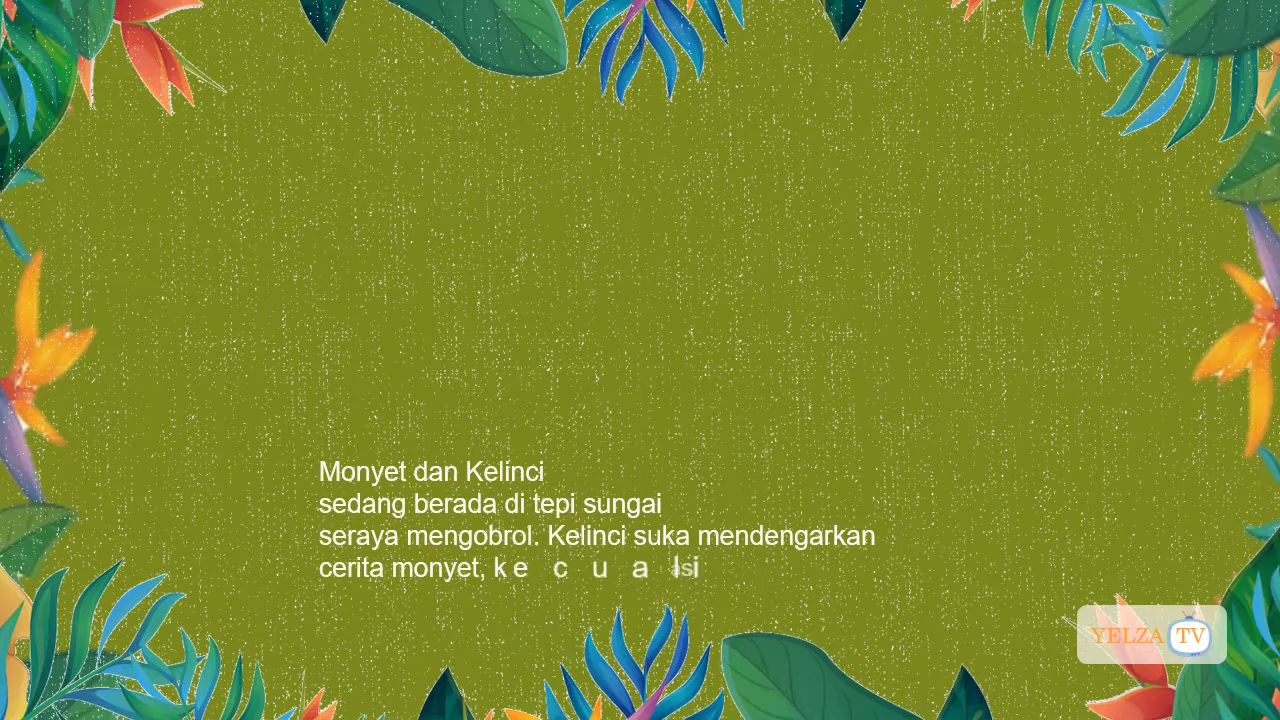 Monyet dan Kelinci
sedang berada di tepi sungai
seraya mengobrol. Kelinci suka mendengarkan
cerita monyet, kecuali
YELZA TV